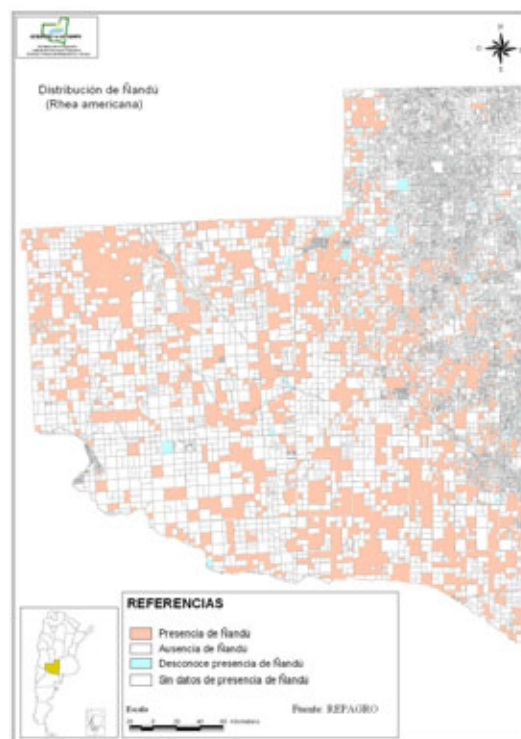 Distribución de Ñandú
(Rhea americana)
N
O
S
REFERENCIAS
Presencia de Ñandú
Ausencia de Ñandú
Desconoce presencia de Ñandú
Sin datos de presencia de Ñandú
Escala
Fuente: REPAGRO